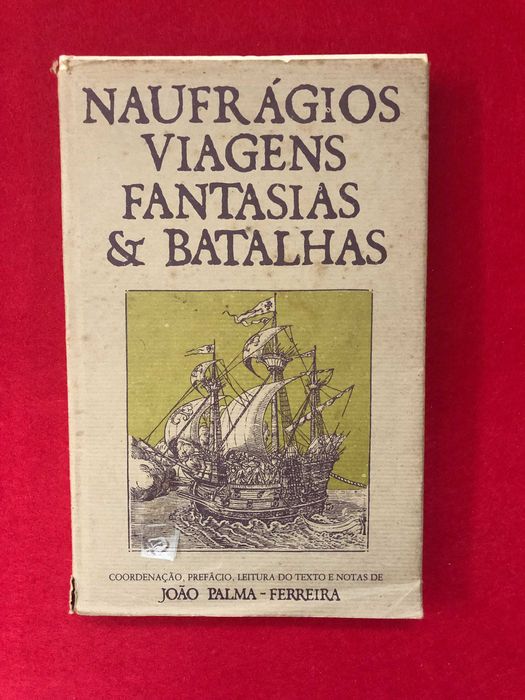 NAUFRÁGIOS
VIAGENS
FANTASIAS
& BATALHAS
COORDENAÇÃO, PREFÁCIO, LEITURA DO TEXTO E NOTAS DE
JOÃO PALMA-FERREIRA